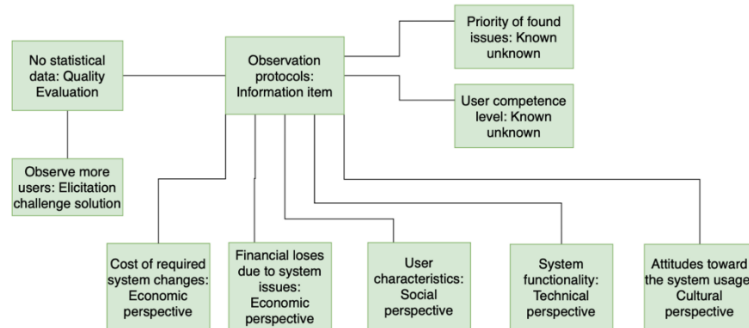 Priority of found
issues: Known
unknown
No statistical
data: Quality
Evaluation
Observation
protocols:
Information item
User competence
level: Known
unknown
Observe more
users: Elicitation
challenge solution
Cost of required
system changes:
Economic
perspective
Financial loses
due to system
issues:
Economic
perspective
User
characteristics:
Social
perspective
System
functionality:
Technical
perspective
Attitudes toward
the system usage:
Cultural
perspective